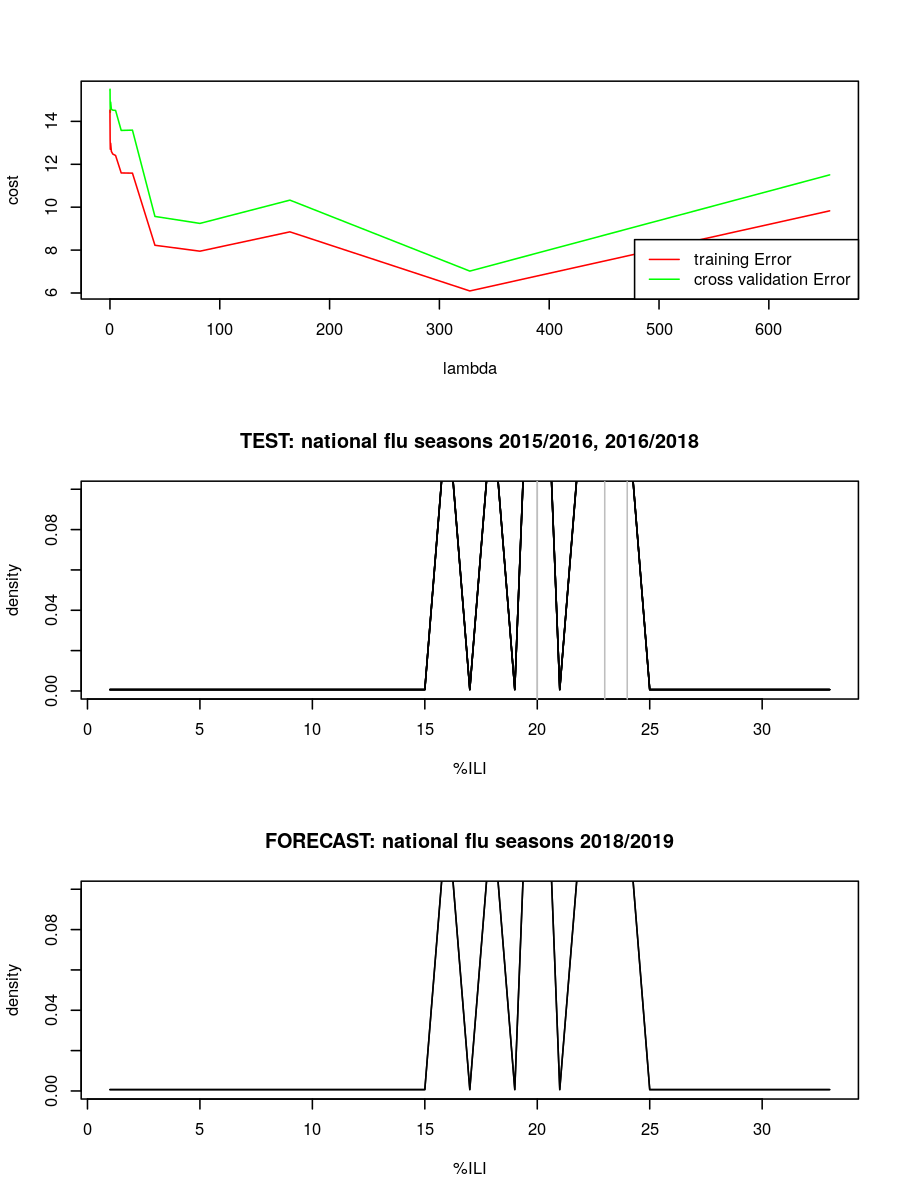 cost
14
12
10
8
6
training Error
cross validation Error
0 100 200 300 400 500 600
lambda
TEST: national flu seasons 2015/2016, 2016/2018
density
0.08
0.04
0.00
0 5 10 15 20 25 30
%ILI
FORECAST: national flu seasons 2018/2019
density
0.08
0.04
0.00
0 5 10 15 20 25 30
%ILI